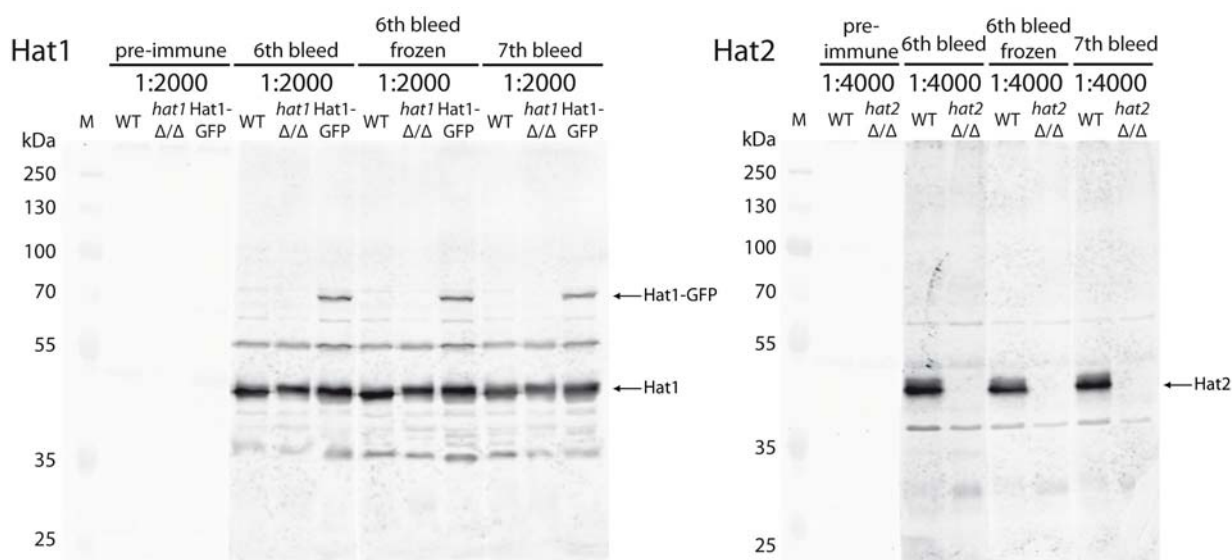 Hat1
pre-immune
6th bleed
6th bleed
frozen
7th bleed
1:2000
1:2000
1:2000
1:2000
M
WT
hat1
Δ/Δ
Hat1-
GFP
WT
hat1
Δ/Δ
Hat1-
GFP
WT
hat1
Δ/Δ
Hat1-
GFP
WT
hat1
Δ/Δ
Hat1-
GFP
kDa
250
130
100
70
55
35
25
Hat1-GFP
Hat1
Hat2
pre-
immune
6th bleed
6th bleed
frozen
7th bleed
1:4000
1:4000
1:4000
1:4000
M
WT
hat2
Δ/Δ
WT
hat2
Δ/Δ
WT
hat2
Δ/Δ
WT
hat2
Δ/Δ
kDa
250
130
100
70
55
35
25
Hat2